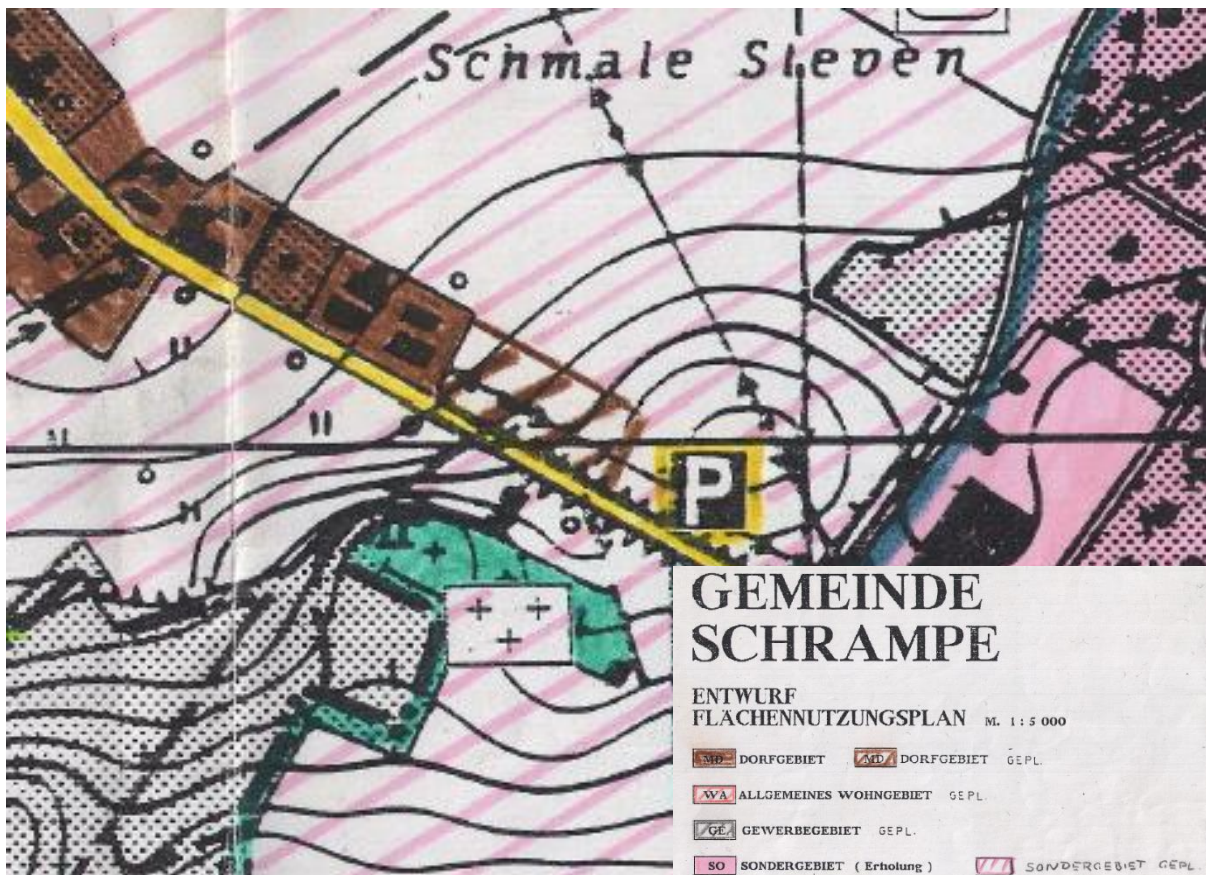 Schmale Sieben
P
GEMEINDE
SCHRAMPE
ENTWURF
FLÄCHENNUTZUNGSPLAN M. 1:5 000
MD DORFGEBIET MD DORFGEBIET GEPL.
WA ALLGEMEINES WOHNGEBIET GEPL.
GE GEWERBEGEBIET GEPL.
SO SONDERGEBIET ( Erholung ) SONDERGEBIET GEPL.